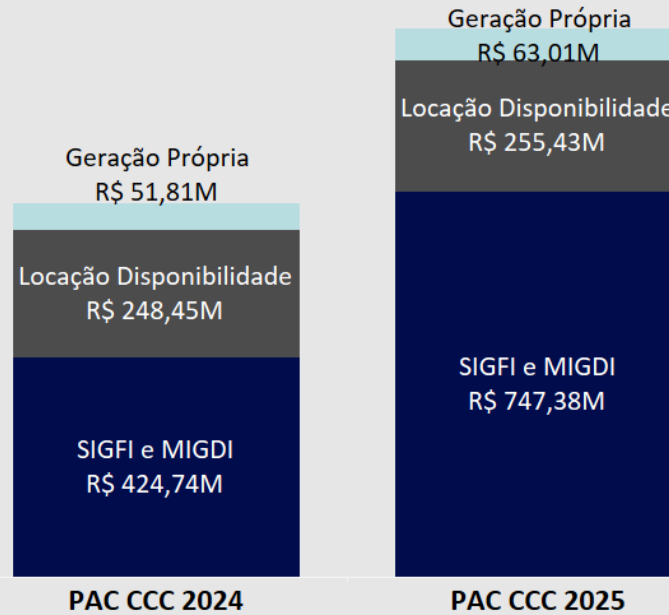 Geração Própria
R$ 51,81M
Locação Disponibilidade
R$ 248,45M
SIGFI e MIGDI
R$ 424,74M
PAC CCC 2024
Geração Própria
R$ 63,01M
Locação Disponibilidade
R$ 255,43M
SIGFI e MIGDI
R$ 747,38M
PAC CCC 2025